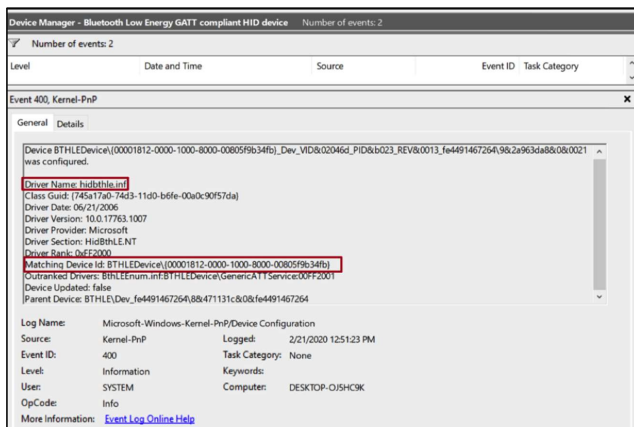 Device Manager - Bluetooth Low Energy GATT compliant HID device Number of events: 2
Number of events: 2
Level Date and Time Source Event ID Task Category
Event 400, Kernel-PnP
General Details
Device BTHLEDevice\{00001812-0000-1000-8000-00805f9b34fb}_Dev_VID&02046d_PID&b023_REV&0013_fe4491467264\9&2a963da8&0&0021
was configured.
Driver Name: hidbthle.inf
Class Guid: {745a17a0-74d3-11d0-b6fe-00a0c90f57da}
Driver Date: 06/21/2006
Driver Version: 10.0.17763.1007
Driver Provider: Microsoft
Driver Section: HidBthLE.NT
Driver Rank: 0xFF2000
Matching Device Id: BTHLEDevice\{00001812-0000-1000-8000-00805f9b34fb}
Outranked Drivers: BthLEEnum.inf:BTHLEDevice\GenericATTService:00FF2001
Device Updated: false
Parent Device: BTHLE\Dev_fe4491467264\8&471131c&0&fe4491467264
Log Name: Microsoft-Windows-Kernel-PnP/Device Configuration
Source: Kernel-PnP Logged: 2/21/2020 12:51:23 PM
Event ID: 400 Task Category: None
Level: Information Keywords:
User: SYSTEM Computer: DESKTOP-OJ5HC9K
OpCode: Info
More Information: Event Log Online Help